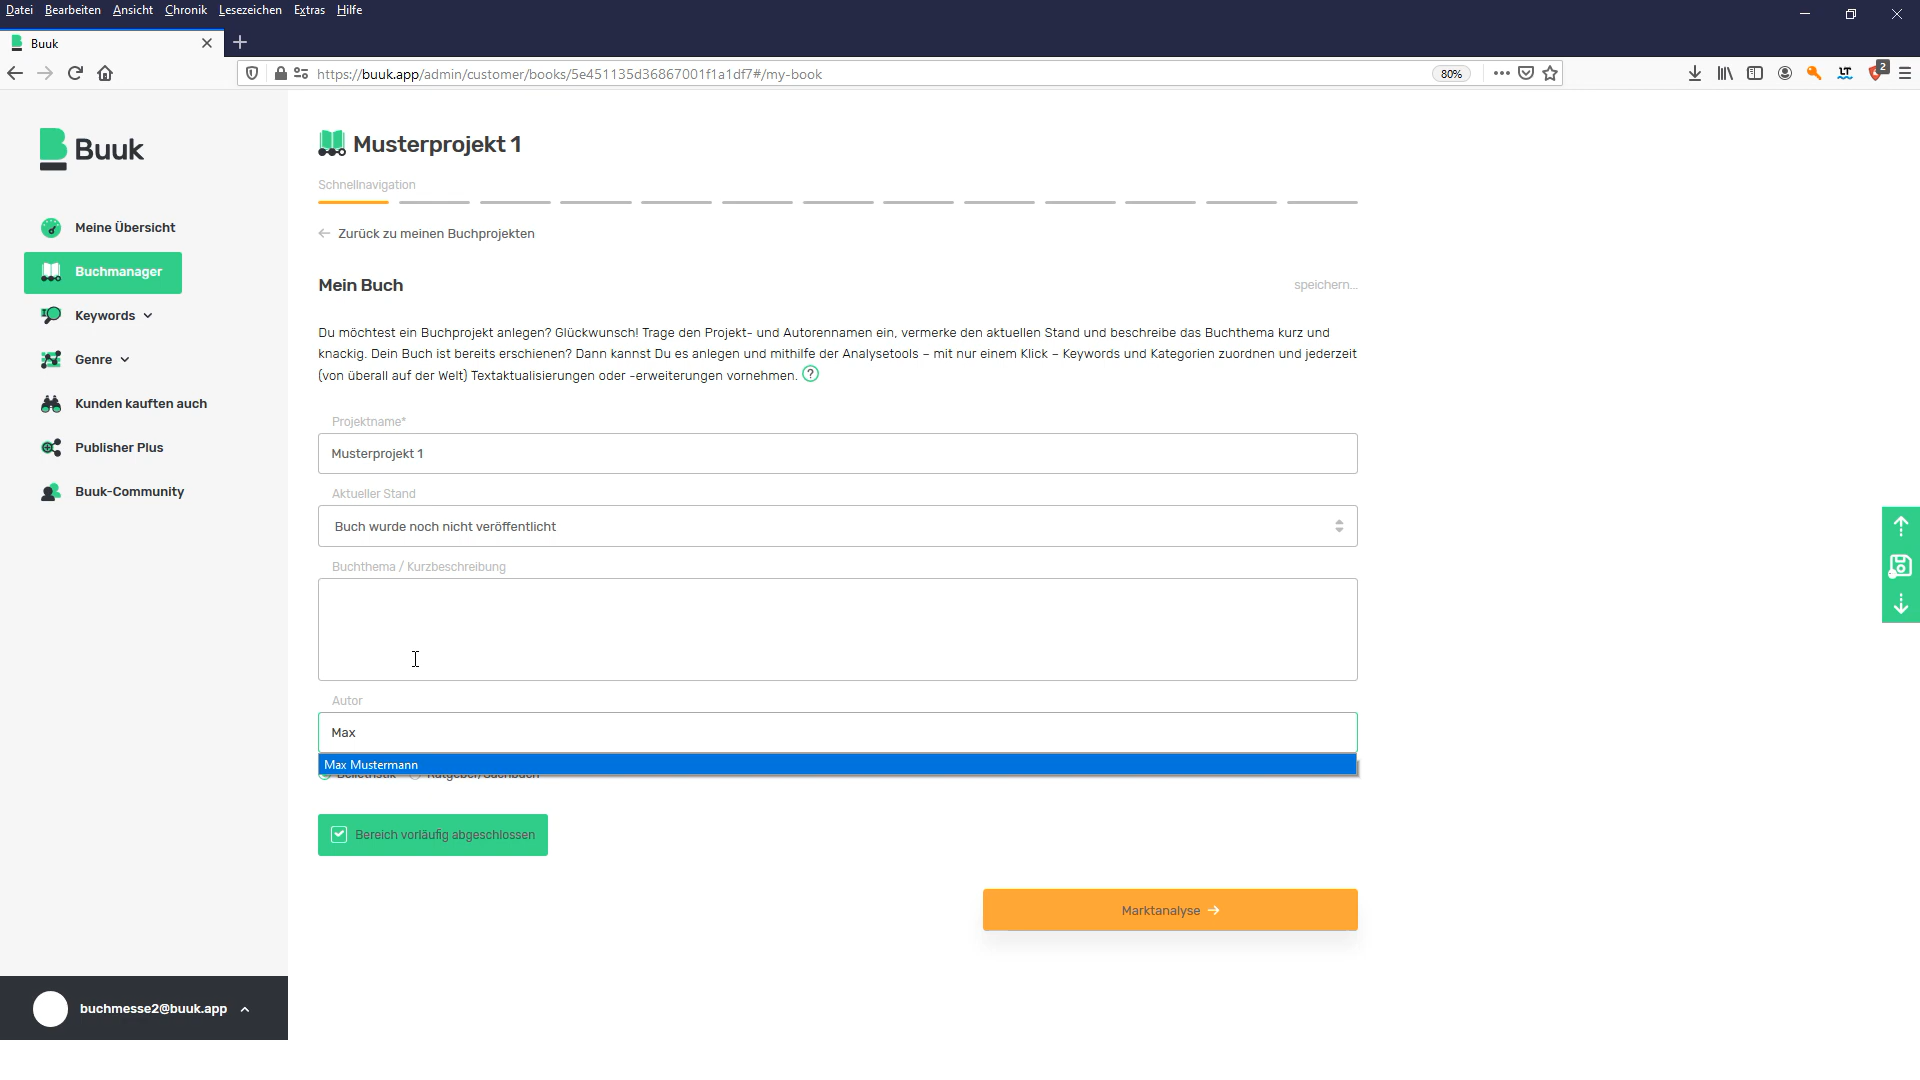 Datei Bearbeiten Ansicht Chronik Lesezeichen Extras Hilfe
Buuk
https://buuk.app/admin/customer/books/5e451135d36867001f1a1df7#/my-book
80%
LT
2
Buuk
Meine Übersicht
Buchmanager
Keywords
Genre
Kunden kauften auch
Publisher Plus
Buuk-Community
buchmesse2@buuk.app
Musterprojekt 1
Schnellnavigation
Zurück zu meinen Buchprojekten
Mein Buch
speichern...
Du möchtest ein Buchprojekt anlegen? Glückwunsch! Trage den Projekt- und Autorennamen ein, vermerke den aktuellen Stand und beschreibe das Buchthema kurz und
knackig. Dein Buch ist bereits erschienen? Dann kannst Du es anlegen und mithilfe der Analysetools – mit nur einem Klick – Keywords und Kategorien zuordnen und jederzeit
(von überall auf der Welt) Textaktualisierungen oder -erweiterungen vornehmen. ?
Projektname*
Musterprojekt 1
Aktueller Stand
Buch wurde noch nicht veröffentlicht
Buchthema / Kurzbeschreibung
Autor
Max
Max Mustermann
Belletristik Ratgeber/Sachbuch
Bereich vorläufig abgeschlossen
Marktanalyse